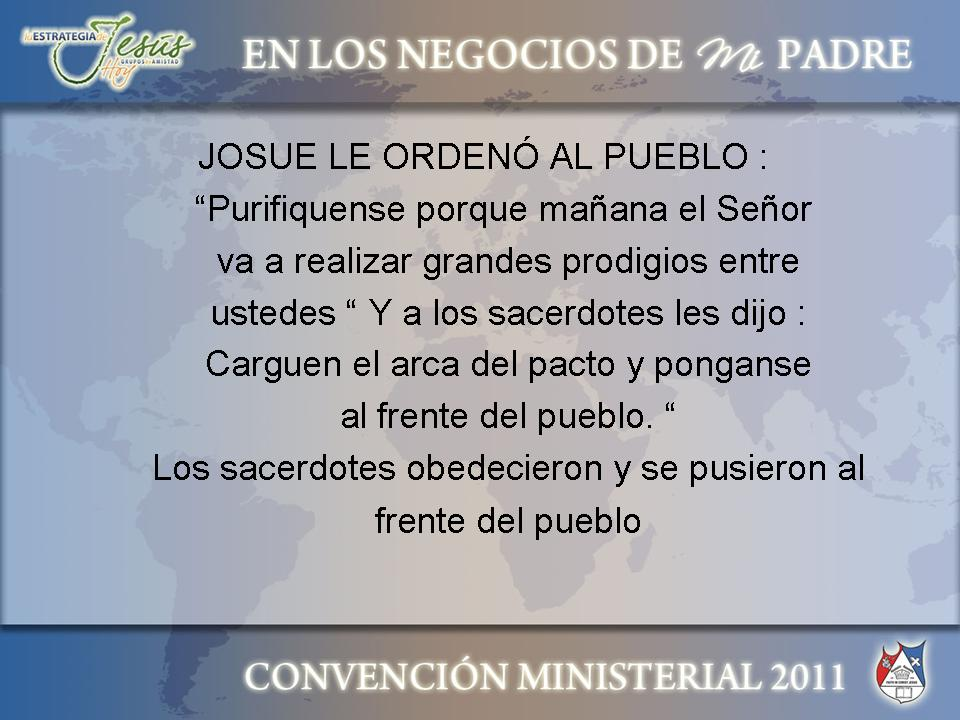 la ESTRATEGIA de
Jesús
GRUPOS de AMISTAD
Hoy
EN LOS NEGOCIOS DE Mi PADRE
JOSUE LE ORDENÓ AL PUEBLO :
“Purifiquense porque mañana el Señor
va a realizar grandes prodigios entre
ustedes “ Y a los sacerdotes les dijo :
Carguen el arca del pacto y ponganse
al frente del pueblo. “
Los sacerdotes obedecieron y se pusieron al
frente del pueblo
CONVENCIÓN MINISTERIAL 2011